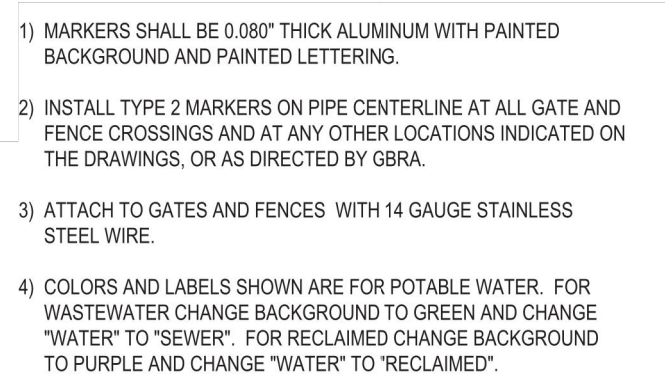 1) MARKERS SHALL BE 0.080" THICK ALUMINUM WITH PAINTED
BACKGROUND AND PAINTED LETTERING.
2) INSTALL TYPE 2 MARKERS ON PIPE CENTERLINE AT ALL GATE AND
FENCE CROSSINGS AND AT ANY OTHER LOCATIONS INDICATED ON
THE DRAWINGS, OR AS DIRECTED BY GBRA.
3) ATTACH TO GATES AND FENCES WITH 14 GAUGE STAINLESS
STEEL WIRE.
4) COLORS AND LABELS SHOWN ARE FOR POTABLE WATER. FOR
WASTEWATER CHANGE BACKGROUND TO GREEN AND CHANGE
"WATER" TO "SEWER". FOR RECLAIMED CHANGE BACKGROUND
TO PURPLE AND CHANGE "WATER" TO "RECLAIMED".